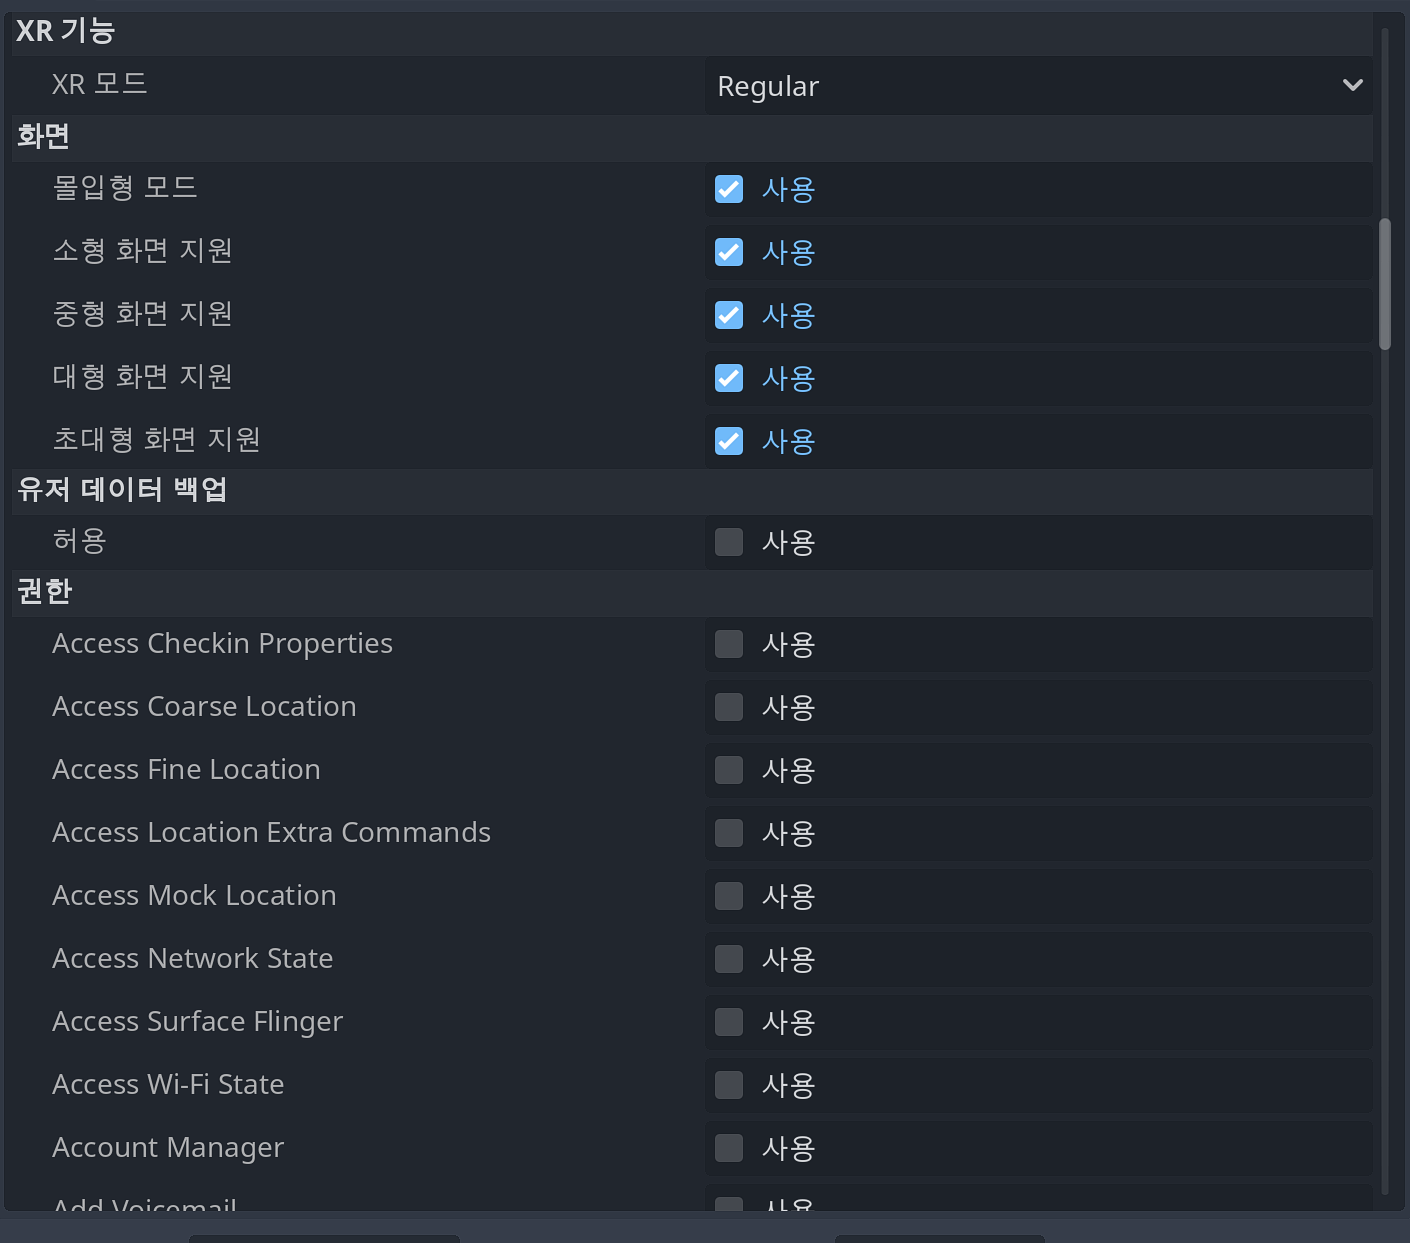 XR 기능
XR 모드 Regular
화면
몰입형 모드 사용
소형 화면 지원 사용
중형 화면 지원 사용
대형 화면 지원 사용
초대형 화면 지원 사용
유저 데이터 백업
허용 사용
권한
Access Checkin Properties 사용
Access Coarse Location 사용
Access Fine Location 사용
Access Location Extra Commands 사용
Access Mock Location 사용
Access Network State 사용
Access Surface Flinger 사용
Access Wi-Fi State 사용
Account Manager 사용
Add Voicemail 사용